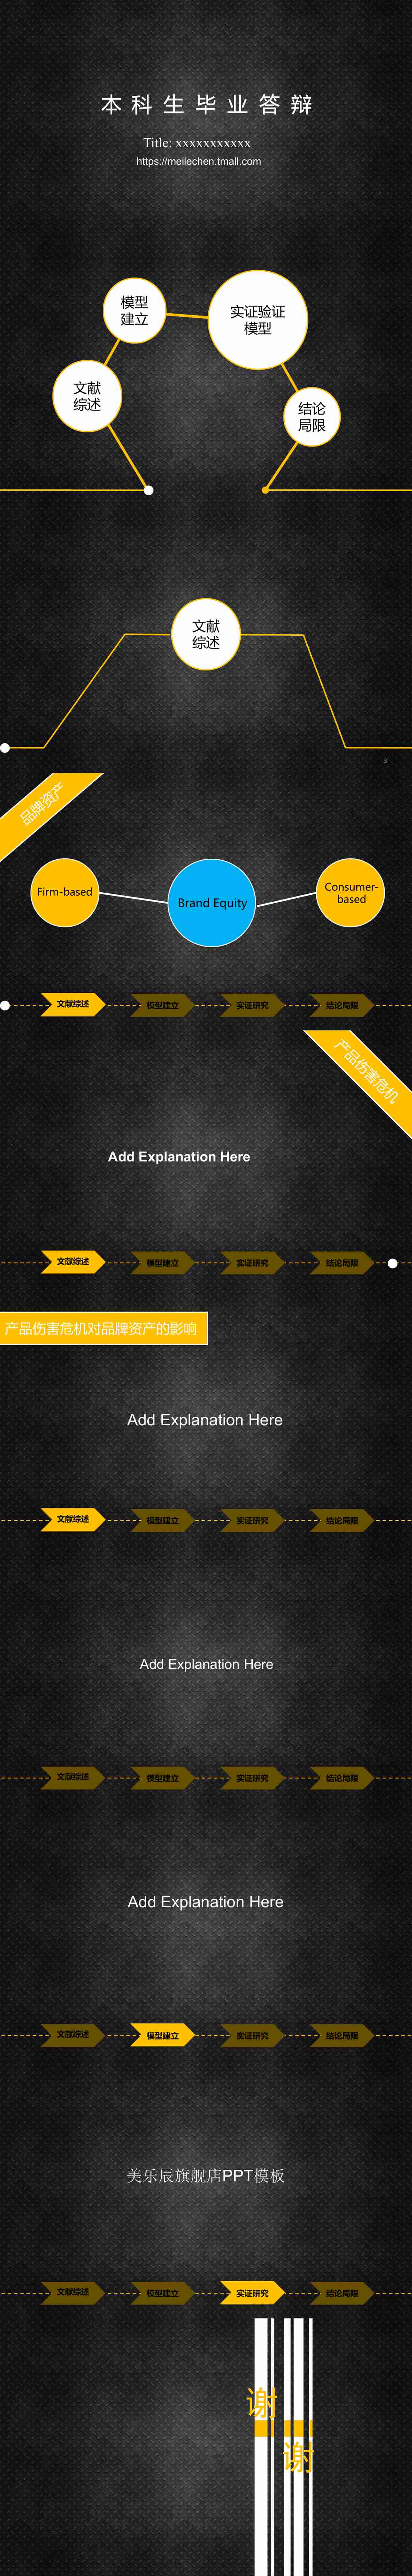 本科生毕业答辩
Title: xxxxxxxxxxx
https://meilechen.tmall.com
模型
建立
实证验证
模型
文献
综述
结论
局限
文献
综述
3
品牌资产
Firm-based
Brand Equity
Consumer-
based
文献综述
模型建立
实证研究
结论局限
产品伤害危机
Add Explanation Here
文献综述
模型建立
实证研究
结论局限
产品伤害危机对品牌资产的影响
Add Explanation Here
文献综述
模型建立
实证研究
结论局限
Add Explanation Here
文献综述
模型建立
实证研究
结论局限
Add Explanation Here
文献综述
模型建立
实证研究
结论局限
美乐辰旗舰店PPT模板
文献综述
模型建立
实证研究
结论局限
谢
谢